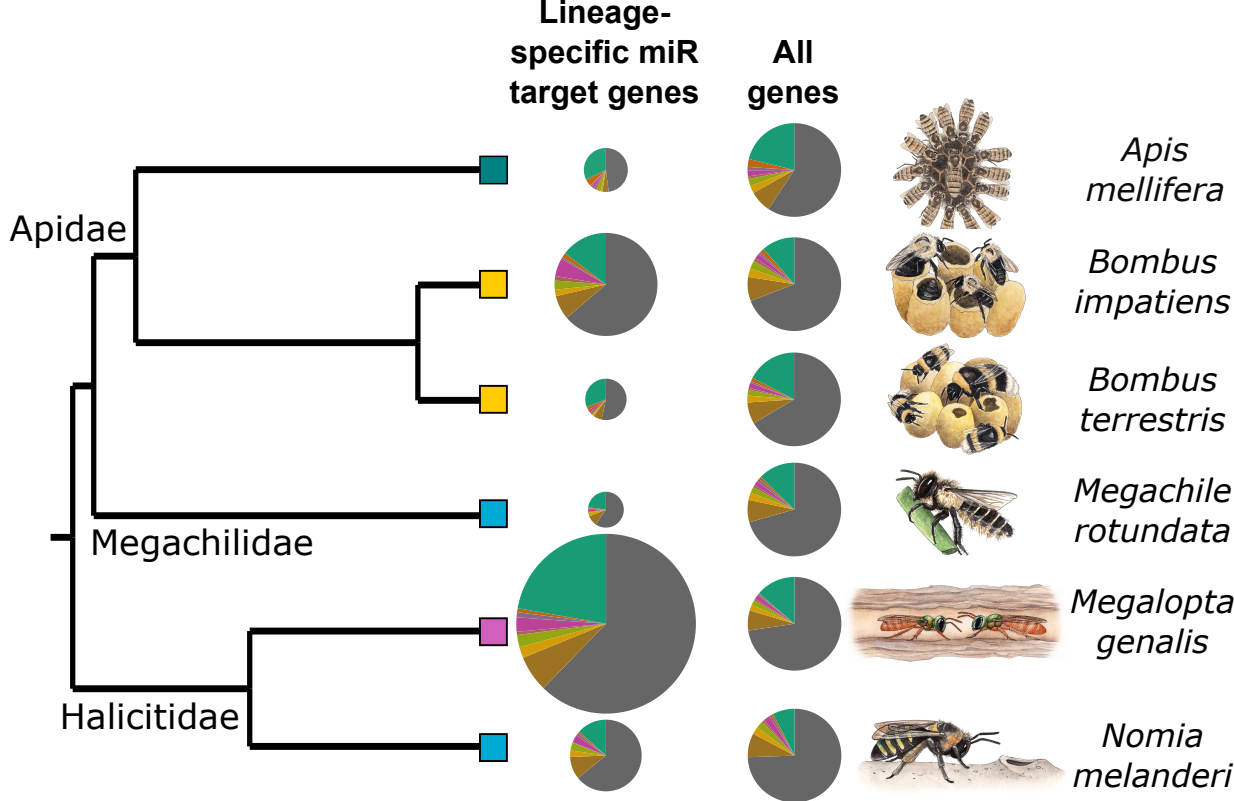 Lineage-
specific miR
target genes
All
genes
Apis
mellifera
Apidae
Bombus
impatiens
Bombus
terrestris
Megachile
rotundata
Megachilidae
Megalopta
genalis
Halicitidae
Nomia
melanderi